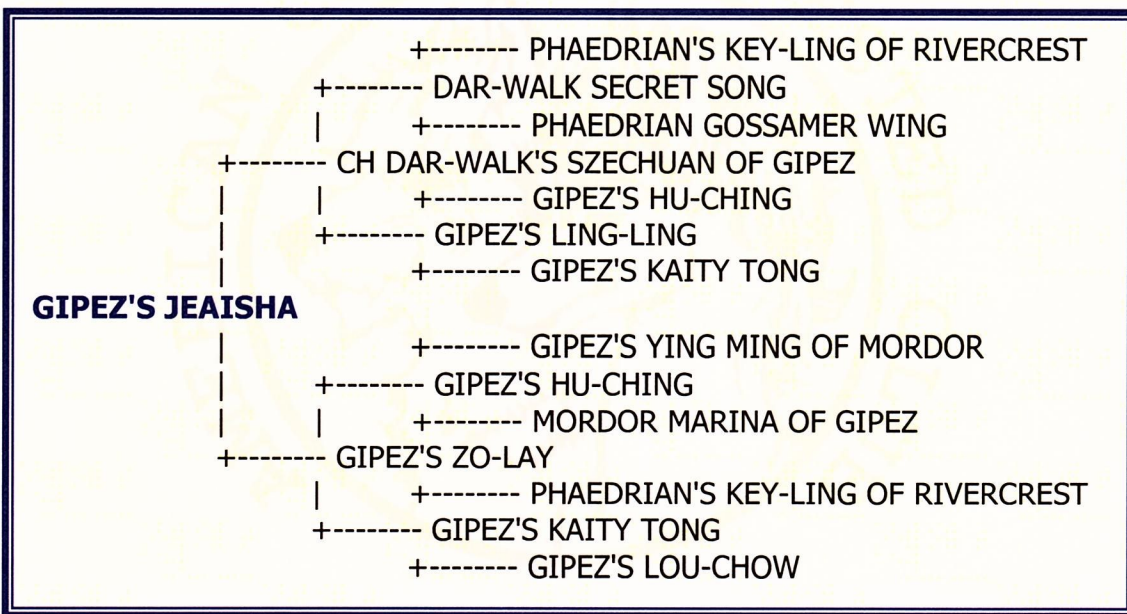 +--------- PHAEDRIAN'S KEY-LING OF RIVERCREST
+-------- DAR-WALK SECRET SONG
| +-------- PHAEDRIAN GOSSAMER WING
+-------- CH DAR-WALK'S SZECHUAN OF GIPEZ
| | +-------- GIPEZ'S HU-CHING
| +-------- GIPEZ'S LING-LING
| +-------- GIPEZ'S KAITY TONG
GIPEZ'S JEAISHA
| +-------- GIPEZ'S YING MING OF MORDOR
| +-------- GIPEZ'S HU-CHING
| | +-------- MORDOR MARINA OF GIPEZ
+-------- GIPEZ'S ZO-LAY
| +-------- PHAEDRIAN'S KEY-LING OF RIVERCREST
+-------- GIPEZ'S KAITY TONG
+-------- GIPEZ'S LOU-CHOW